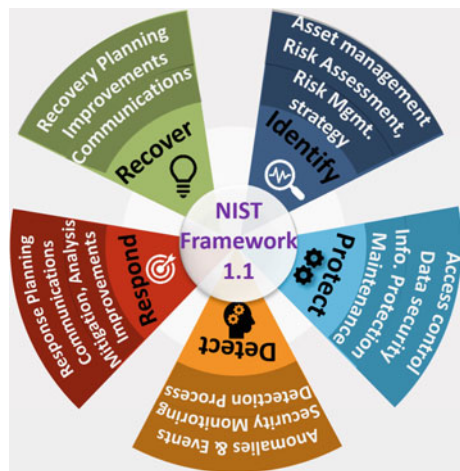 NIST
Framework
1.1
Asset management
Risk Assessment,
Risk Mgmt.
strategy
Identify
Access control
Data security
Info. Protection
Maintenance
Protect
Detect
Anomalies & Events
Security Monitoring
Detection Process
Response Planning
Communications
Mitigation, Analysis
Improvements
Respond
Recovery Planning
Improvements
Communications
Recover